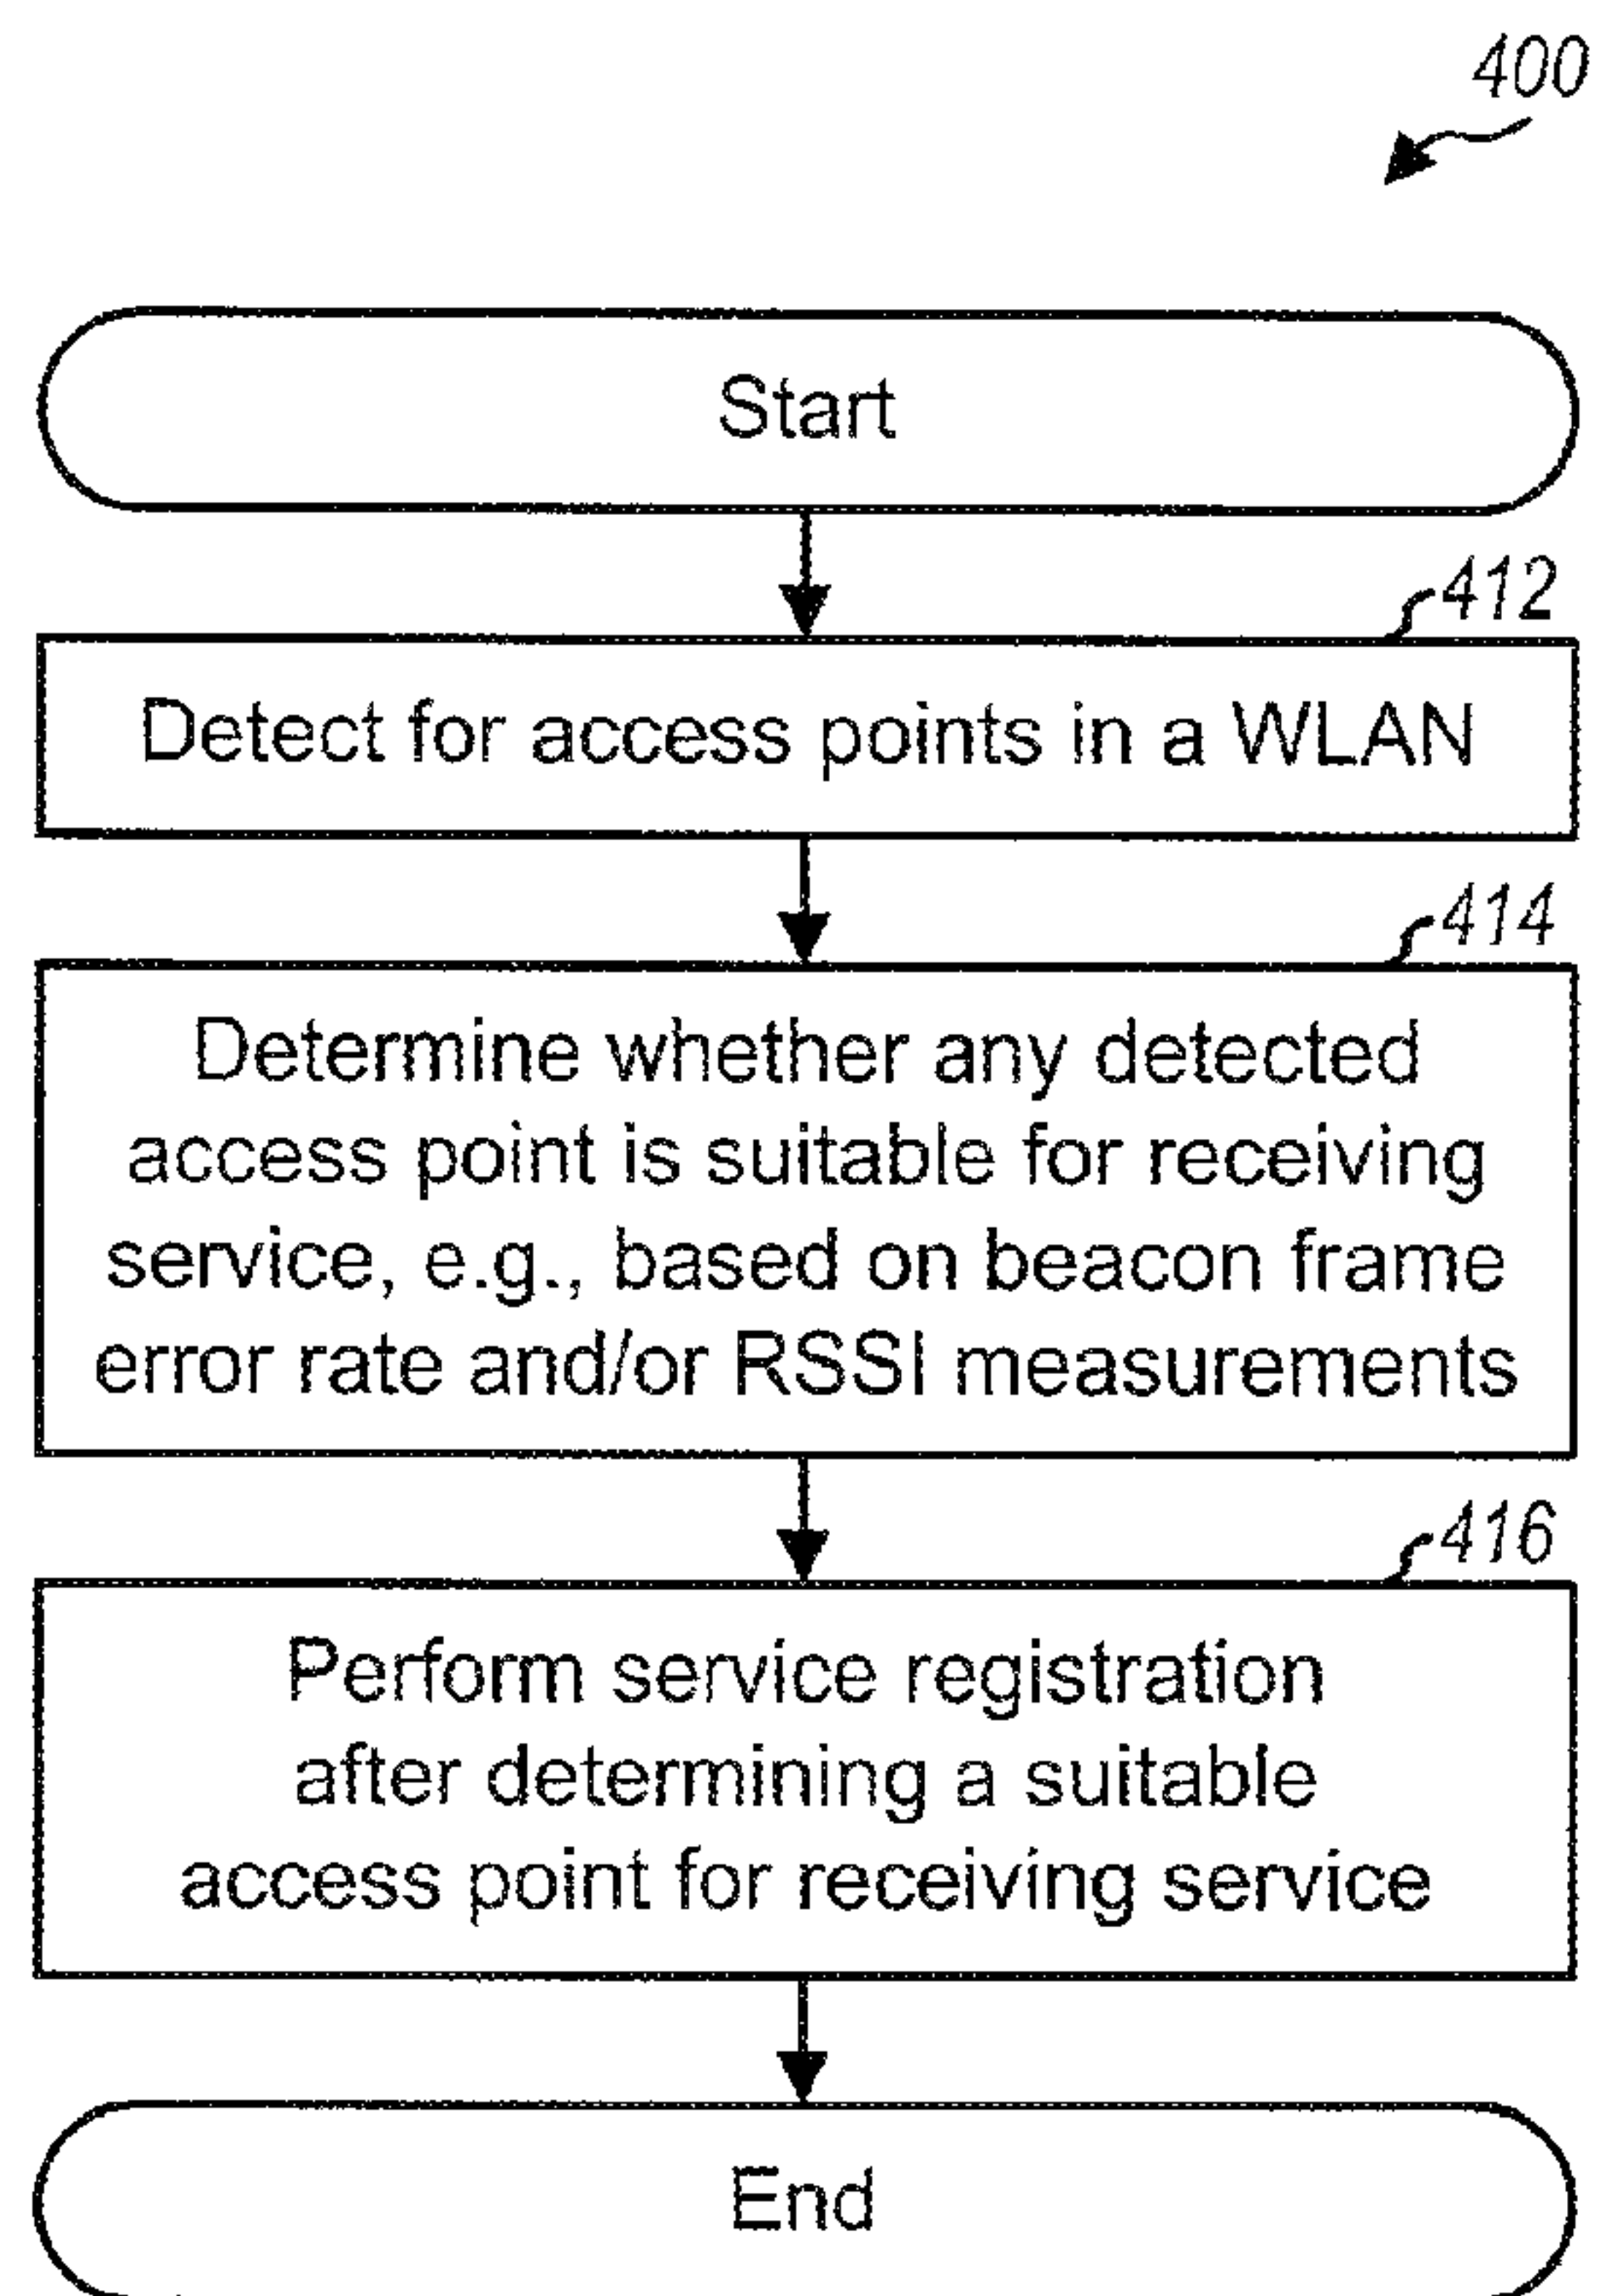 400
Start
412
Detect for access points in a WLAN
414
Determine whether any detected
access point is suitable for receiving
service, e.g., based on beacon frame
error rate and/or RSSI measurements
416
Perform service registration
after determining a suitable
access point for receiving service
End